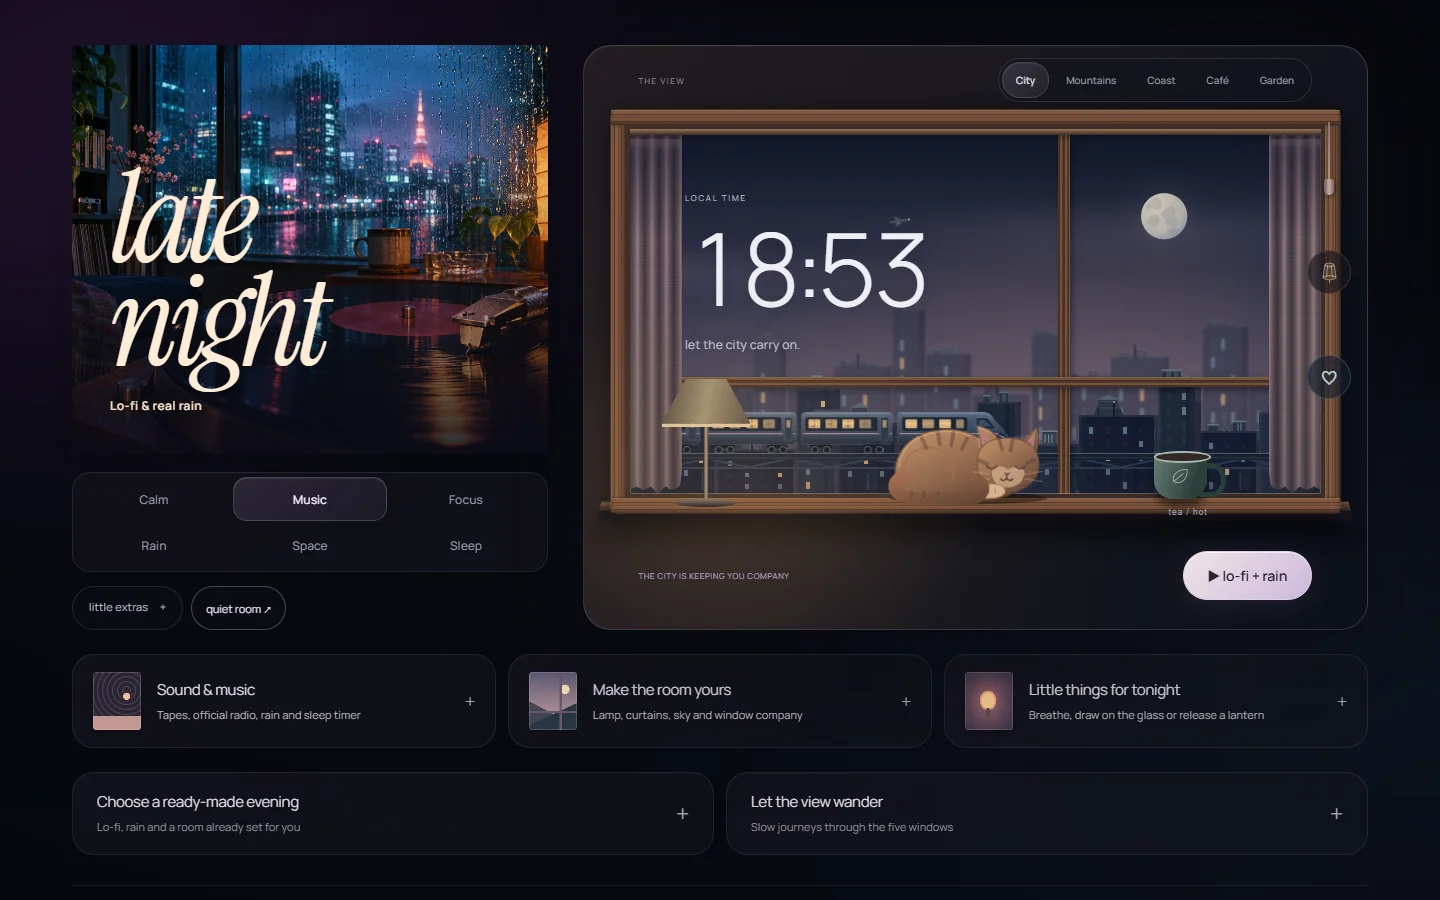 late
night
Lo-fi & real rain
Calm
Music
Focus
Rain
Space
Sleep
little extras +
quiet room ↗
THE VIEW
City
Mountains
Coast
Café
Garden
LOCAL TIME
18:53
let the city carry on.
tea / hot
THE CITY IS KEEPING YOU COMPANY
▶ lo-fi + rain
Sound & music
Tapes, official radio, rain and sleep timer
+
Make the room yours
Lamp, curtains, sky and window company
+
Little things for tonight
Breathe, draw on the glass or release a lantern
+
Choose a ready-made evening
Lo-fi, rain and a room already set for you
+
Let the view wander
Slow journeys through the five windows
+